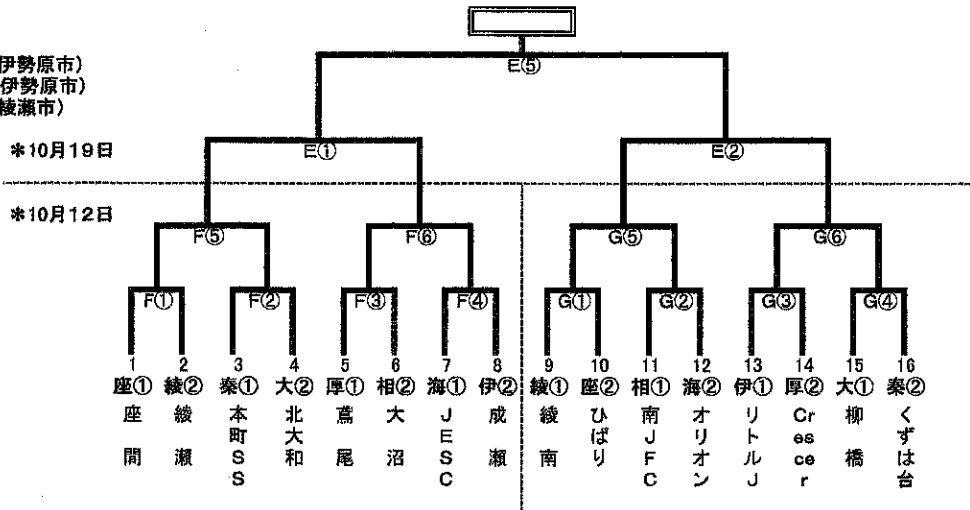 E⑤
伊勢原市)
伊勢原市)
綾瀬市)
*10月19日
E① E②
*10月12日
F⑤ F⑥ G⑤ G⑥
F① F② F③ F④ G① G② G③ G④
1 2 3 4 5 6 7 8 9 10 11 12 13 14 15 16
座① 綾② 秦① 大② 厚① 相② 海① 伊② 綾① 座② 相① 海② 伊① 厚② 大① 秦②
座間
綾瀬
本町SS
北大和
鳶尾
大沼
JESC
成瀬
綾南
ひばり
南JFC
オリオン
リトルJ
Crescer
柳橋
くずは台